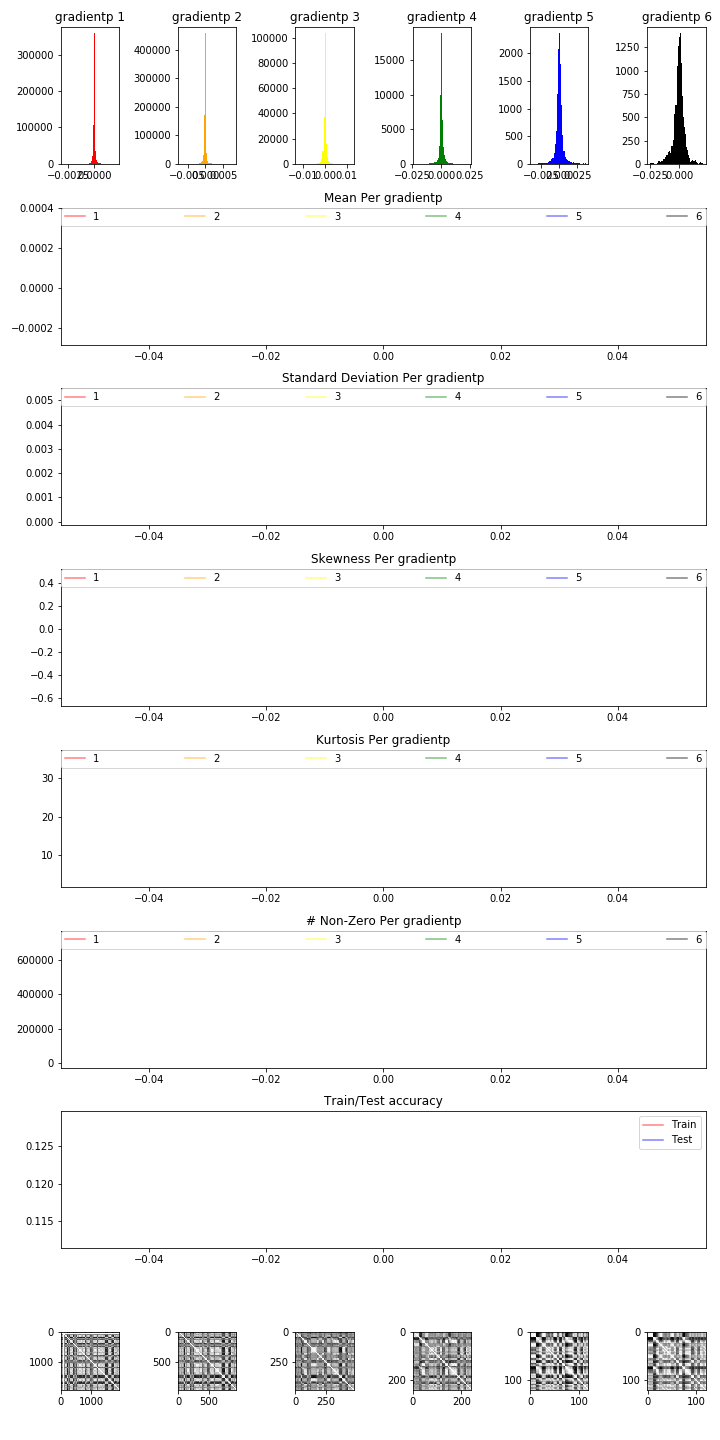 gradientp 1 gradientp 2 gradientp 3 gradientp 4 gradientp 5 gradientp 6
300000 200000 100000 0
400000 300000 200000 100000 0
100000 80000 60000 40000 20000 0
15000 10000 5000 0
2000 1500 1000 500 0
1250 1000 750 500 250 0
−0.01 0.00 0.01
−0.025 0.000 0.025
−0.025 0.000 0.025
−0.025 0.000
Mean Per gradientp
0.0004
1 2 3 4 5 6
0.0002
0.0000
−0.0002
−0.04 −0.02 0.00 0.02 0.04
Standard Deviation Per gradientp
1 2 3 4 5 6
0.005
0.004
0.003
0.002
0.001
0.000
−0.04 −0.02 0.00 0.02 0.04
Skewness Per gradientp
1 2 3 4 5 6
0.4
0.2
0.0
−0.2
−0.4
−0.6
−0.04 −0.02 0.00 0.02 0.04
Kurtosis Per gradientp
1 2 3 4 5 6
30
20
10
−0.04 −0.02 0.00 0.02 0.04
# Non-Zero Per gradientp
1 2 3 4 5 6
600000
400000
200000
0
−0.04 −0.02 0.00 0.02 0.04
Train/Test accuracy
Train
Test
0.125
0.120
0.115
−0.04 −0.02 0.00 0.02 0.04
0 0 0 0 0 0
1000 500 250 200 100 100
0 1000 0 500 0 250 0 200 0 100 0 100